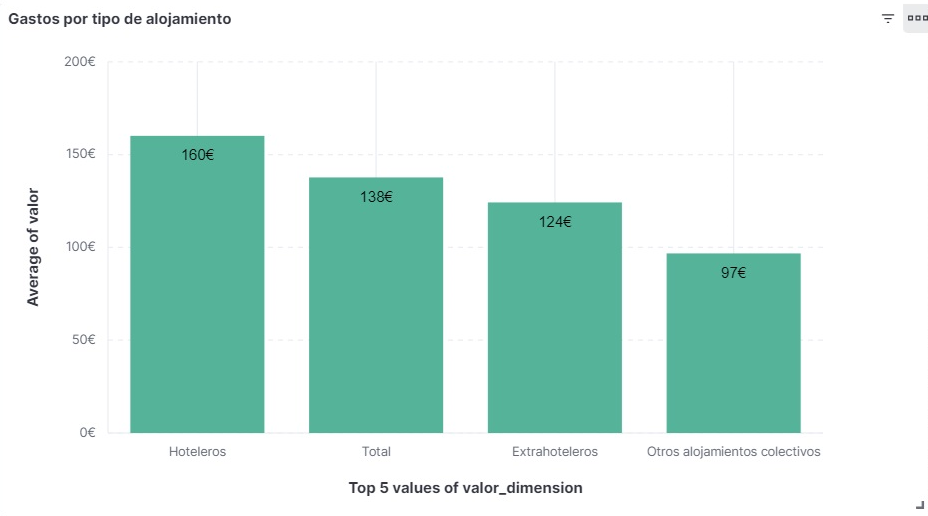 Gastos por tipo de alojamiento
200€
150€
100€
50€
0€
Average of valor
160€
138€
124€
97€
Hoteleros
Total
Extrahoteleros
Otros alojamientos colectivos
Top 5 values of valor_dimension